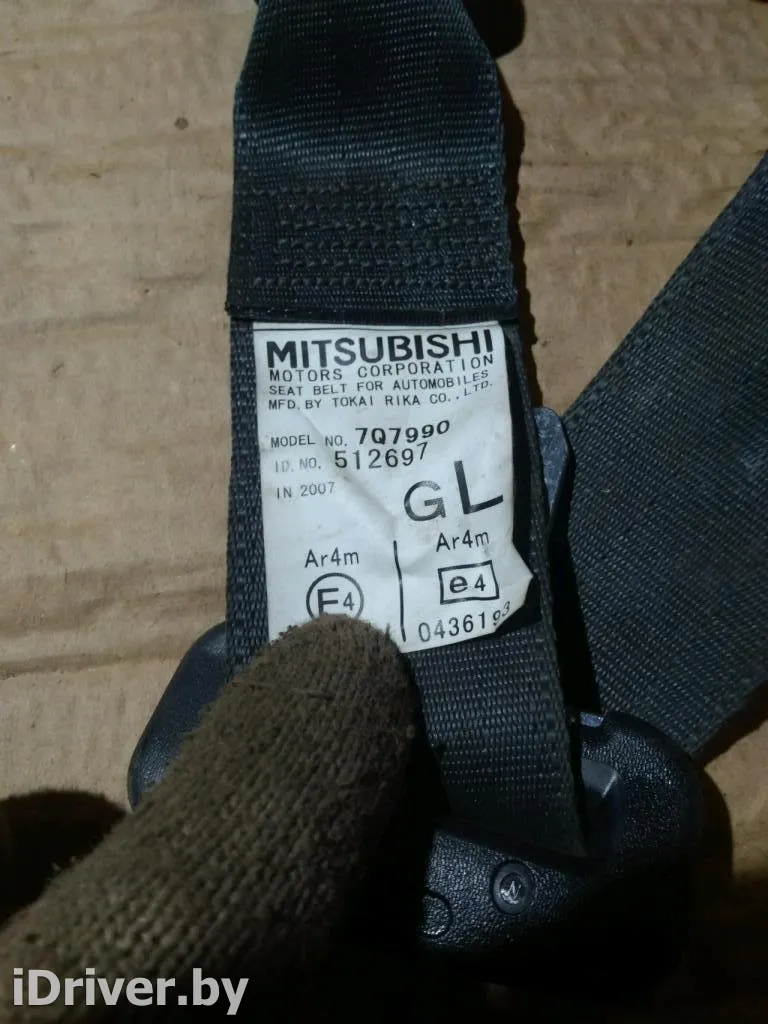 MITSUBISHI
MOTORS CORPORATION
SEAT BELT FOR AUTOMOBILES
MFD. BY TOKAI RIKA CO., LTD.
MODEL NO. 7Q7990
ID. NO. 512697
IN 2007
GL
Ar4m Ar4m
E4 e4
0436193
N
iDriver.by